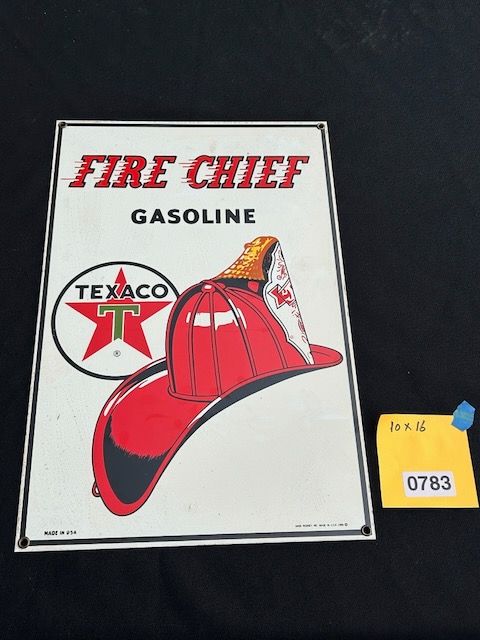 FIRE CHIEF
GASOLINE
TEXACO
T
®
MADE IN USA
10 x 16
0783